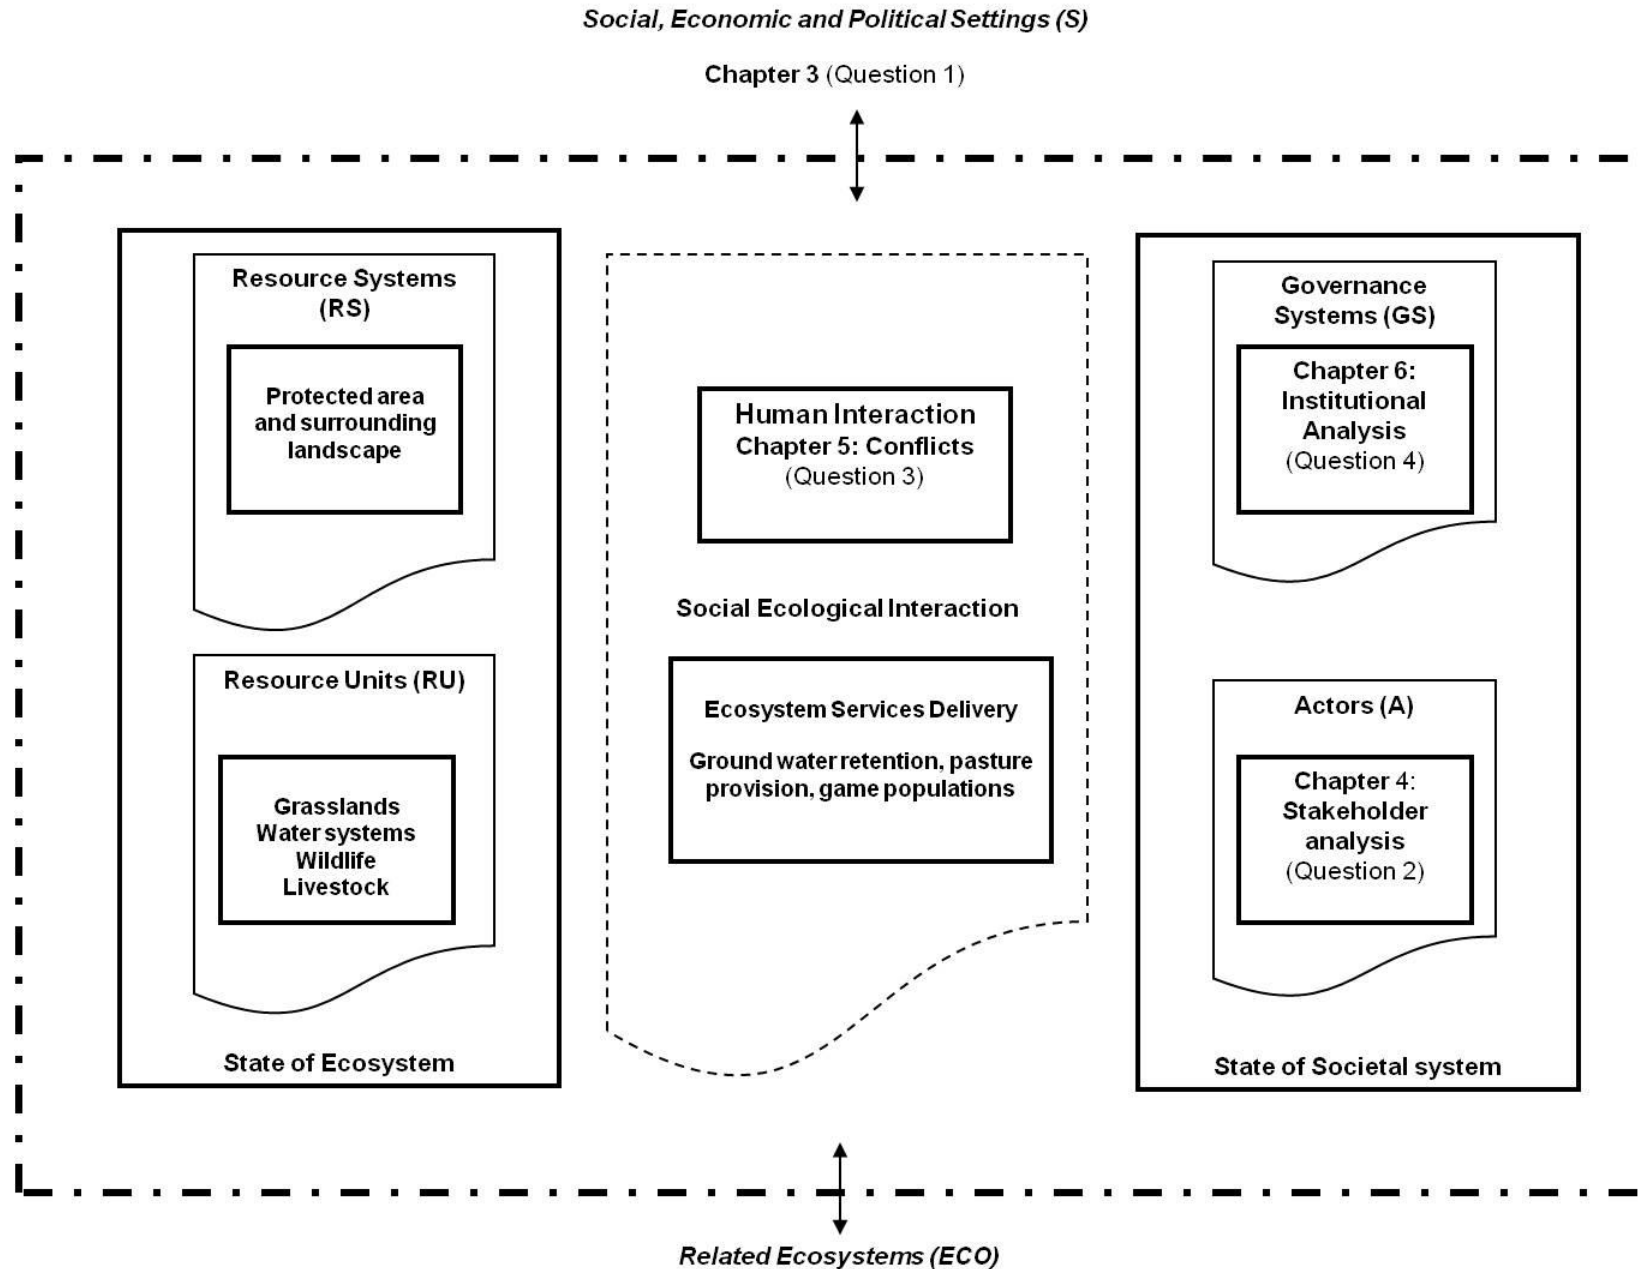 Social, Economic and Political Settings (S)
Chapter 3 (Question 1)
Resource Systems
(RS)
Protected area
and surrounding
landscape
Resource Units (RU)
Grasslands
Water systems
Wildlife
Livestock
State of Ecosystem
Human Interaction
Chapter 5: Conflicts
(Question 3)
Social Ecological Interaction
Ecosystem Services Delivery
Ground water retention, pasture
provision, game populations
Governance
Systems (GS)
Chapter 6:
Institutional
Analysis
(Question 4)
Actors (A)
Chapter 4:
Stakeholder
analysis
(Question 2)
State of Societal system
Related Ecosystems (ECO)